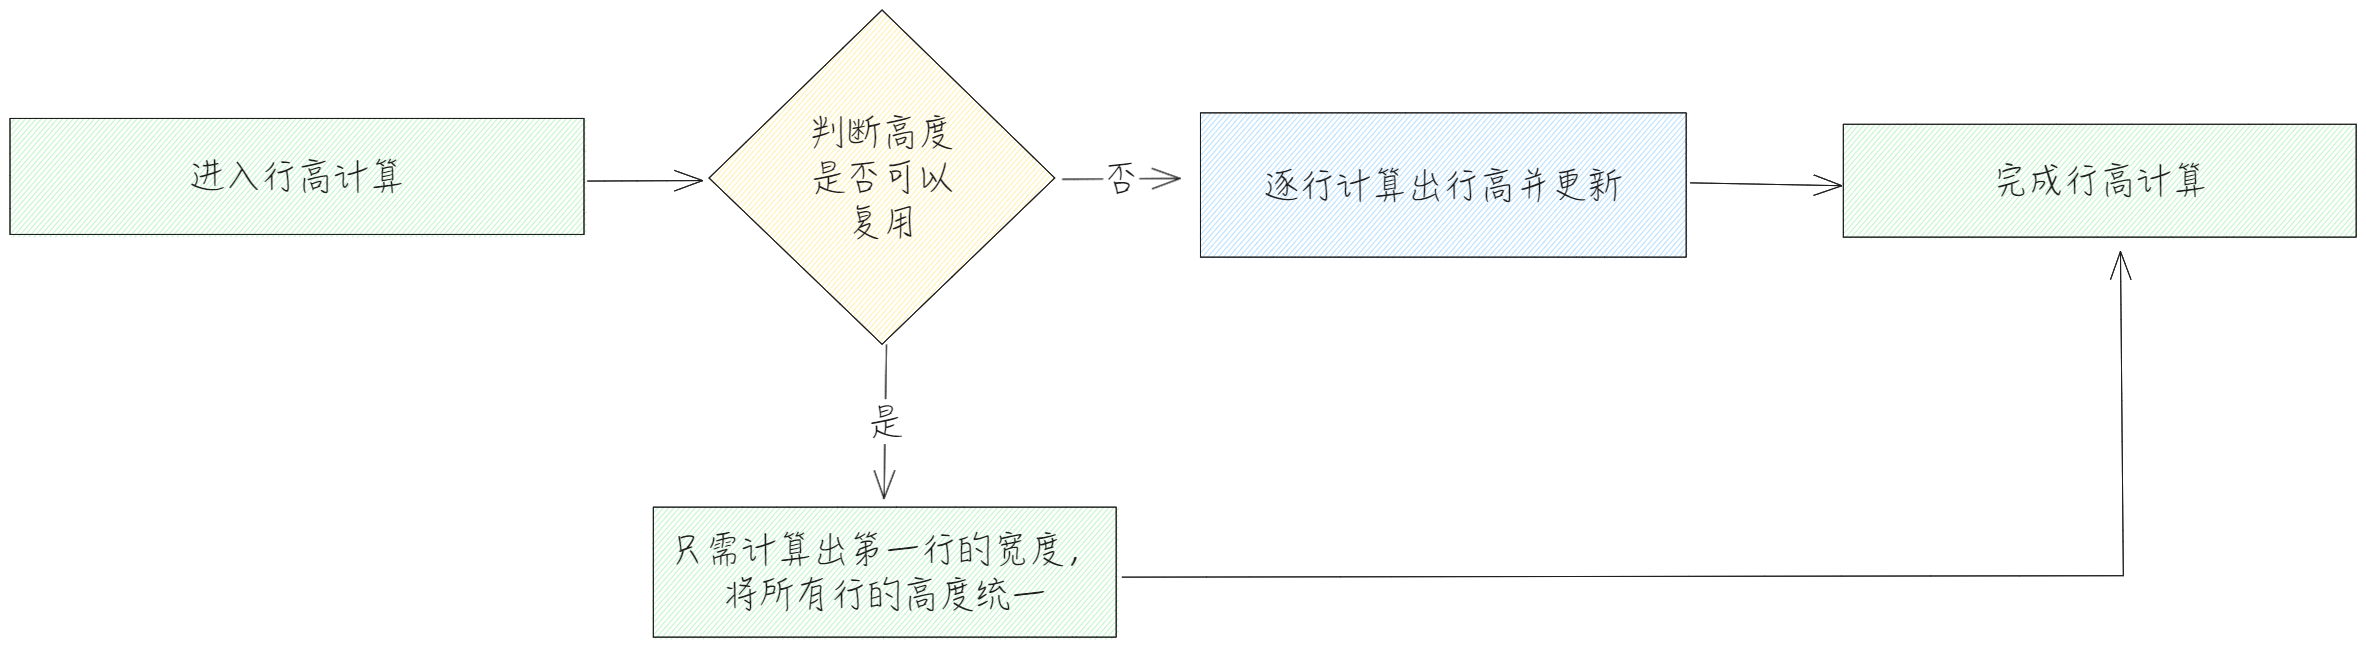 进入行高计算
判断高度
是否可以
复用
否
逐行计算出行高并更新
完成行高计算
是
只需计算出第一行的宽度，
将所有行的高度统一